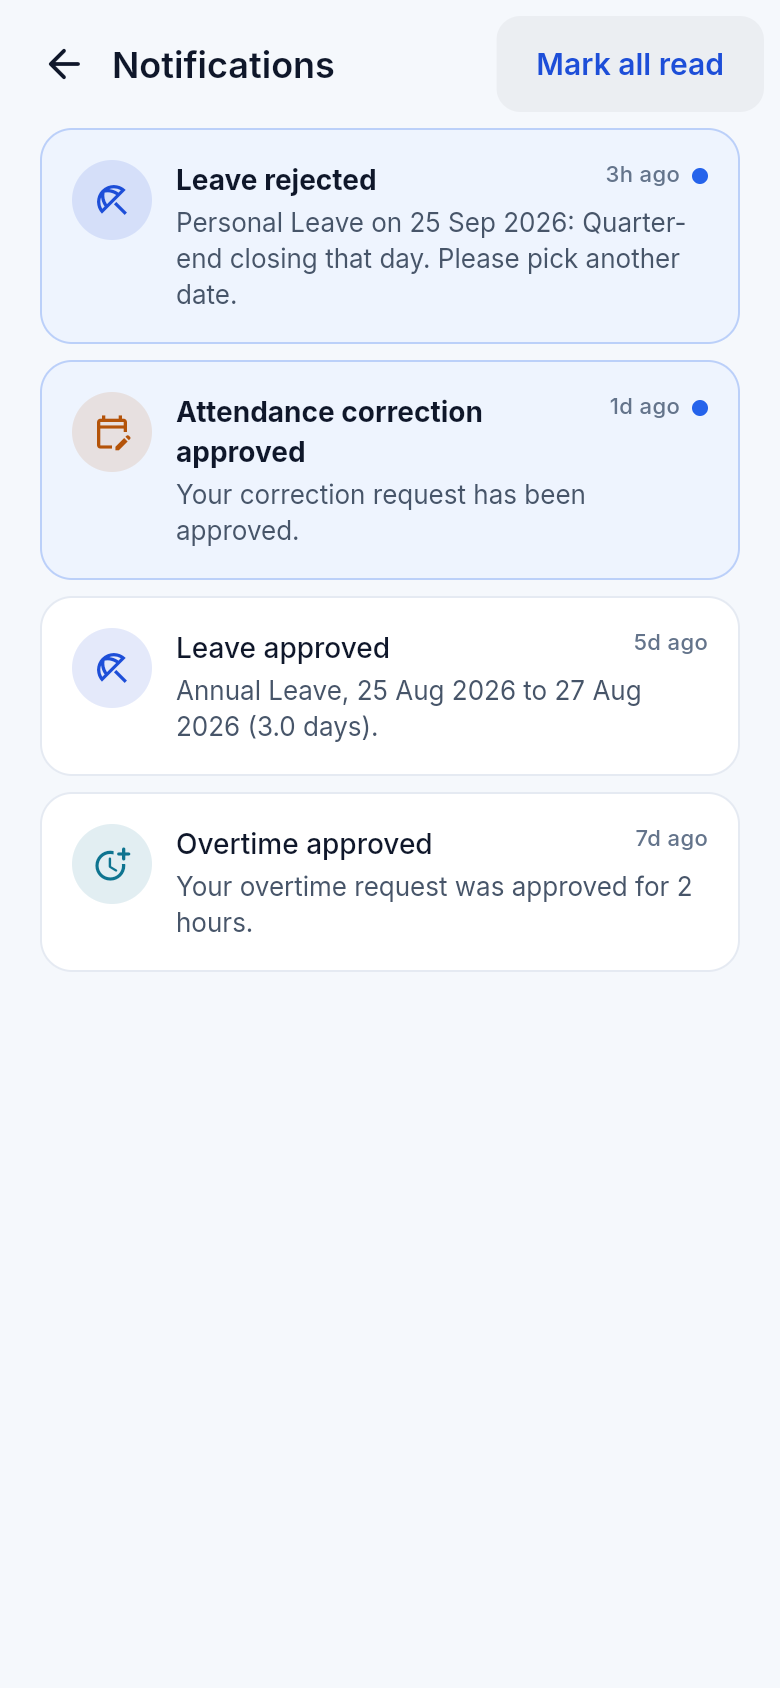 Notifications
Mark all read
Leave rejected
3h ago
Personal Leave on 25 Sep 2026: Quarter-
end closing that day. Please pick another
date.
Attendance correction
approved
1d ago
Your correction request has been
approved.
Leave approved
5d ago
Annual Leave, 25 Aug 2026 to 27 Aug
2026 (3.0 days).
Overtime approved
7d ago
Your overtime request was approved for 2
hours.